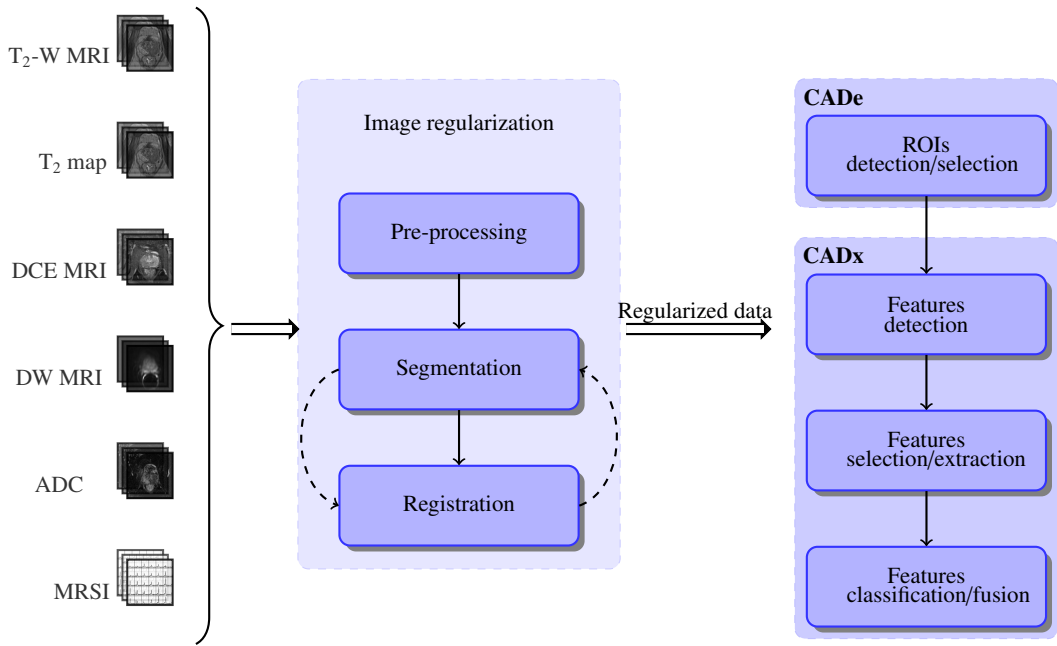 T₂-W MRI
T₂ map
DCE MRI
DW MRI
ADC
MRSI
Image regularization
Pre-processing
Segmentation
Registration
Regularized data
CADe
ROIs
detection/selection
CADx
Features
detection
Features
selection/extraction
Features
classification/fusion